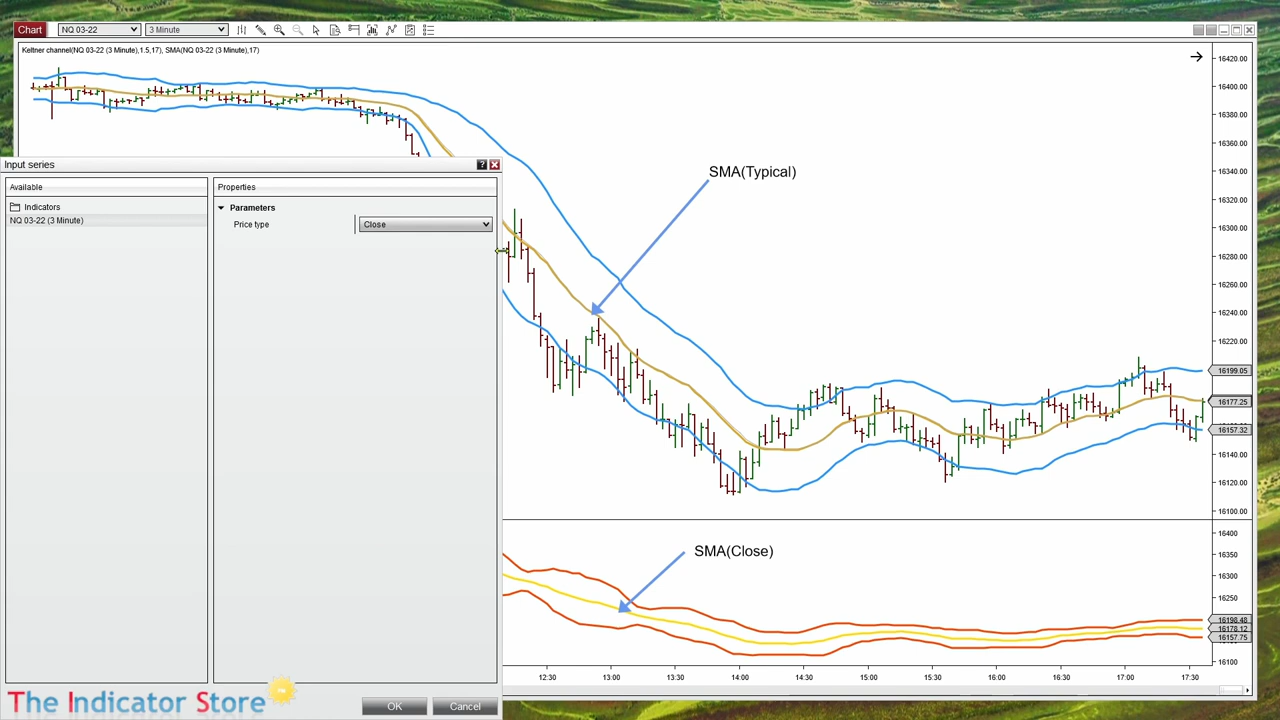 Chart NQ 03-22 3 Minute
Keltner channel(NQ 03-22 (3 Minute),1.5,17), SMA(NQ 03-22 (3 Minute),17)
16420.00
16400.00
16380.00
16360.00
16340.00
16320.00
16300.00
16280.00
16260.00
16240.00
16220.00
16199.05
16177.25
16157.32
16140.00
16120.00
16100.00
SMA(Typical)
Input series ?
Available
Indicators
NQ 03-22 (3 Minute)
Properties
Parameters
Price type Close
OK Cancel
The Indicator Store
SMA(Close)
16400
16350
16300
16250
16198.48
16178.12
16157.75
16100
12:30 13:00 13:30 14:00 14:30 15:00 15:30 16:00 16:30 17:00 17:30